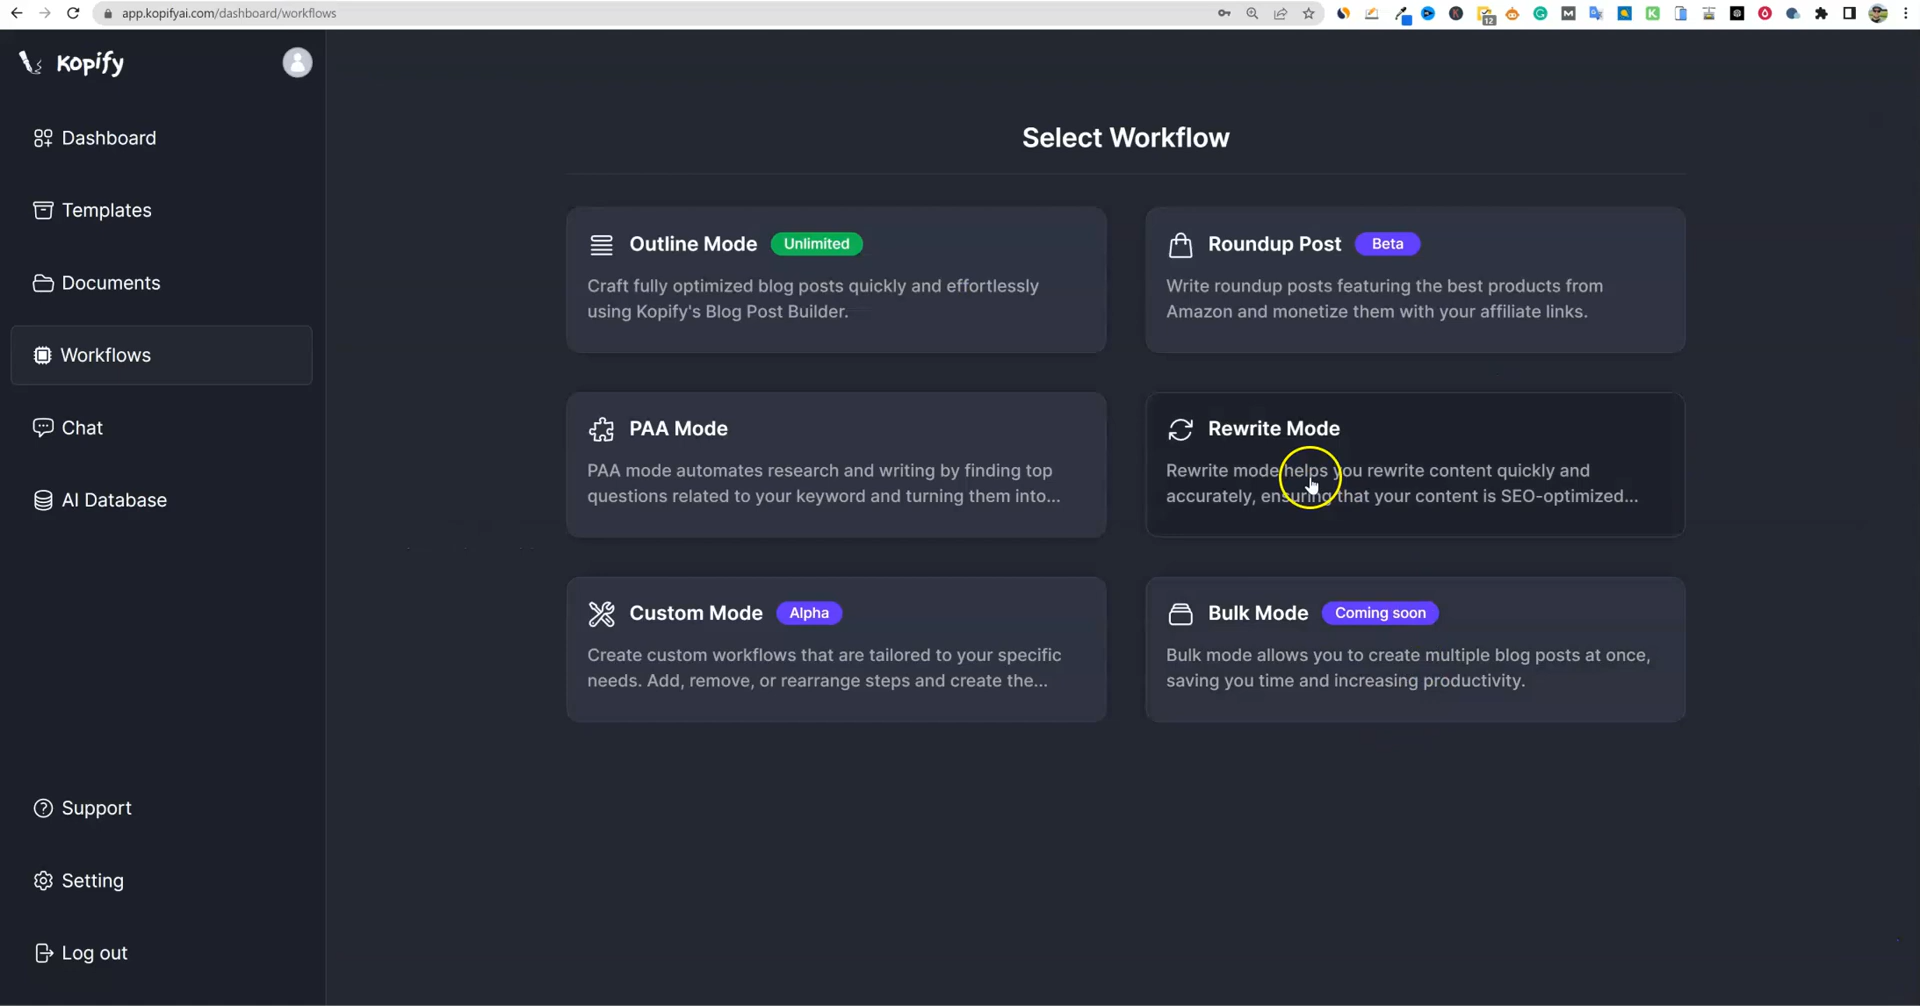 app.kopifyai.com/dashboard/workflows
12
Kopify
Dashboard
Templates
Documents
Workflows
Chat
AI Database
Support
Setting
Log out
Select Workflow
Outline Mode Unlimited
Craft fully optimized blog posts quickly and effortlessly
using Kopify's Blog Post Builder.
Roundup Post Beta
Write roundup posts featuring the best products from
Amazon and monetize them with your affiliate links.
PAA Mode
PAA mode automates research and writing by finding top
questions related to your keyword and turning them into...
Rewrite Mode
Rewrite mode helps you rewrite content quickly and
accurately, ensuring that your content is SEO-optimized...
Custom Mode Alpha
Create custom workflows that are tailored to your specific
needs. Add, remove, or rearrange steps and create the...
Bulk Mode Coming soon
Bulk mode allows you to create multiple blog posts at once,
saving you time and increasing productivity.